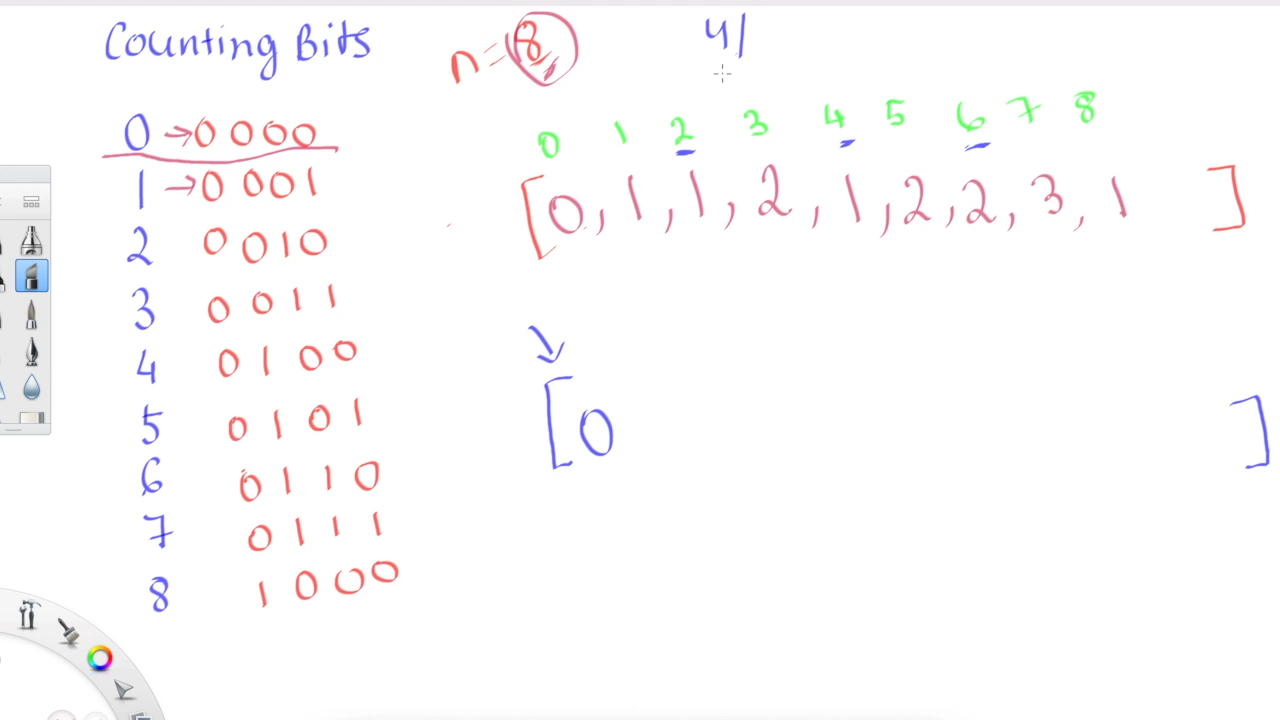 Counting Bits n=8 4/
0 1 2 3 4 5 6 7 8
[0, 1, 1, 2, 1, 2, 2, 3, 1 ]
0 → 0 0 0 0
1 → 0 0 0 1
2 0 0 1 0
3 0 0 1 1
4 0 1 0 0
5 0 1 0 1
6 0 1 1 0
7 0 1 1 1
8 1 0 0 0
↘
[0 ]